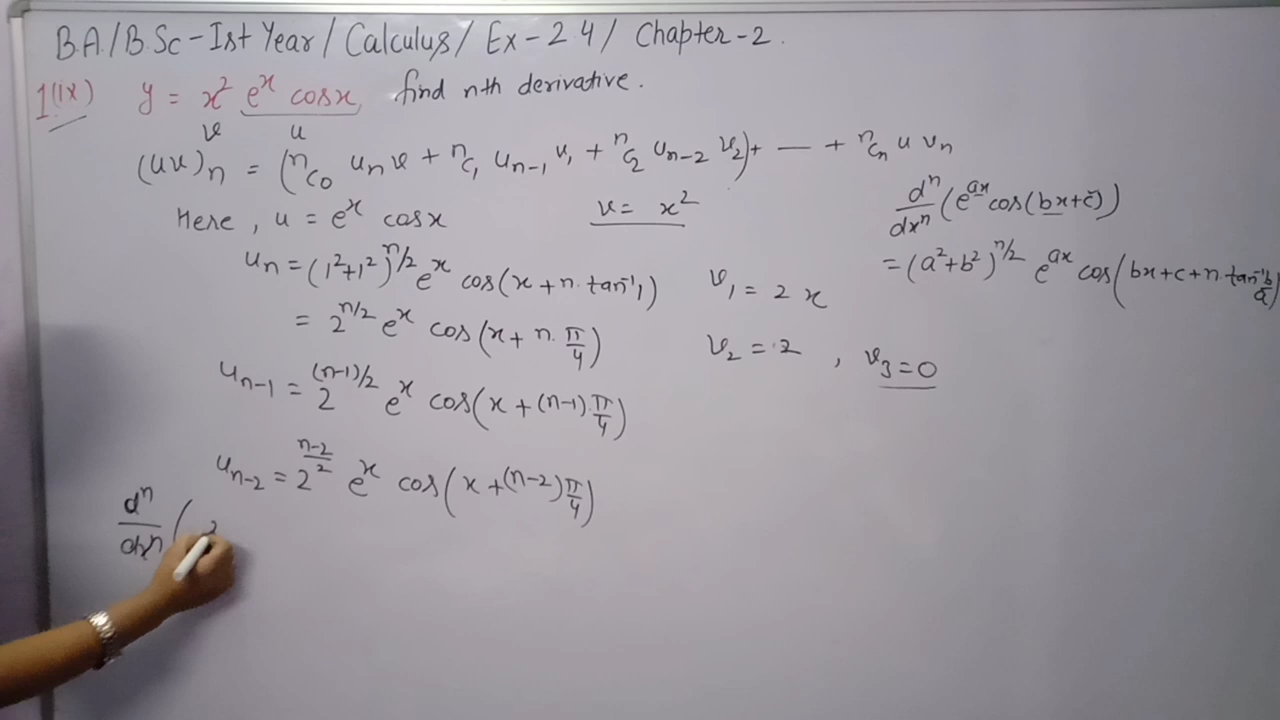 B.A./B.Sc-Ist Year/Calculus/Ex-2.4/Chapter-2.
1(ix) y = x² eˣ cosx, find nth derivative.
v u
(uv)n = (ⁿC₀ uₙ v + ⁿC₁ uₙ₋₁ v₁ + ⁿC₂ uₙ₋₂ v₂) + — + ⁿCₙ u vₙ
Here, u = eˣ cosx v = x²
uₙ = (1²+1²)^n/2 eˣ cos(x + n. tan⁻¹1)
= 2^n/2 eˣ cos(x + n. π/4)
uₙ₋₁ = 2^(n-1)/2 eˣ cos(x + (n-1). π/4)
uₙ₋₂ = 2^(n-2)/2 eˣ cos(x + (n-2) π/4)
v₁ = 2x
v₂ = 2, v₃ = 0
dⁿ/dxⁿ (e^ax cos(bx+c))
= (a²+b²)^n/2 e^ax cos(bx+c+n. tan⁻¹ b/a)
dⁿ/dxⁿ (